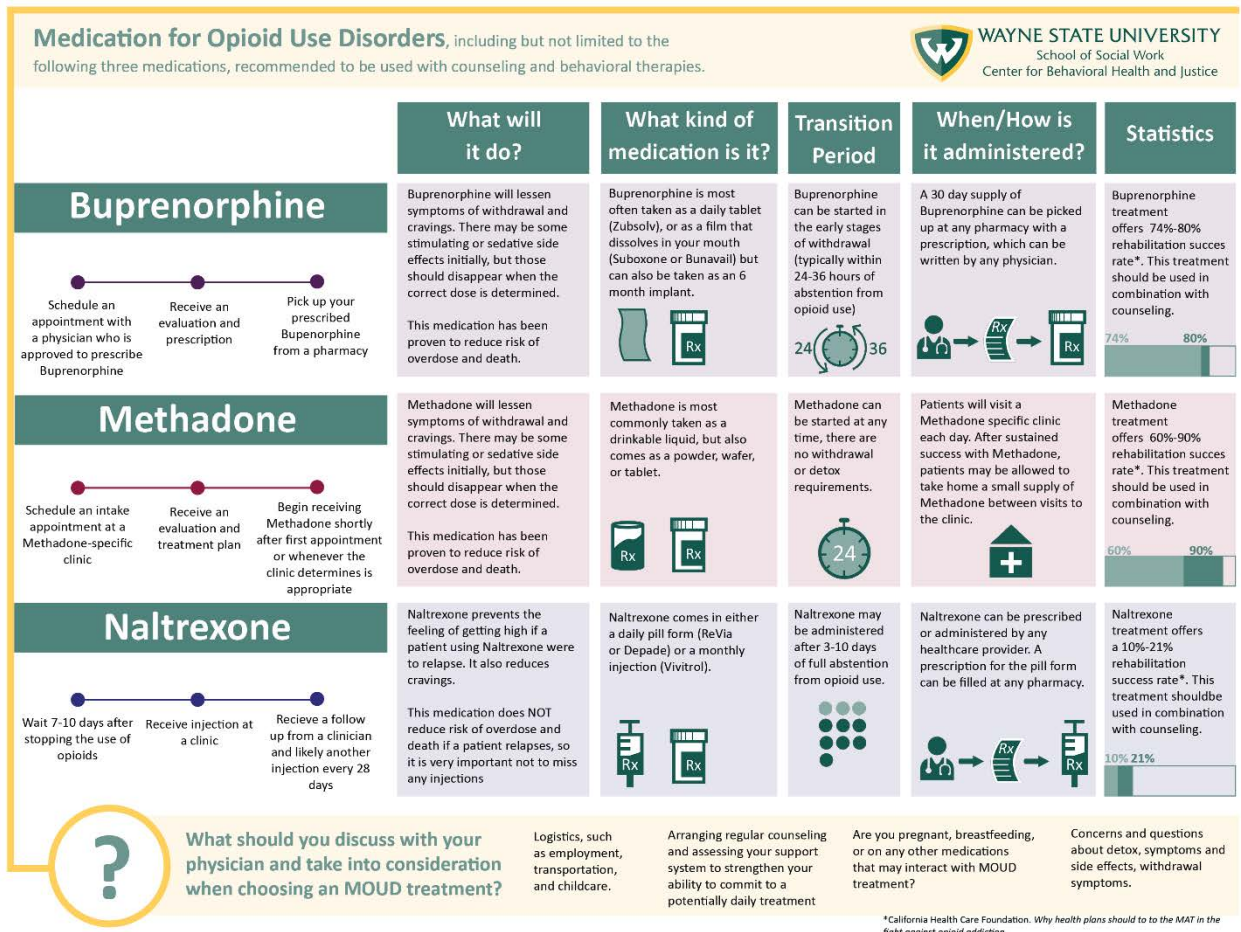 Medication for Opioid Use Disorders, including but not limited to the
following three medications, recommended to be used with counseling and behavioral therapies.
W
WAYNE STATE UNIVERSITY
School of Social Work
Center for Behavioral Health and Justice
What will
it do?
What kind of
medication is it?
Transition
Period
When/How is
it administered?
Statistics
Buprenorphine
Schedule an
appointment with
a physician who is
approved to prescribe
Buprenorphine
Receive an
evaluation and
prescription
Pick up your
prescribed
Bupenorphine
from a pharmacy
Buprenorphine will lessen
symptoms of withdrawal and
cravings. There may be some
stimulating or sedative side
effects initially, but those
should disappear when the
correct dose is determined.
This medication has been
proven to reduce risk of
overdose and death.
Buprenorphine is most
often taken as a daily tablet
(Zubsolv), or as a film that
dissolves in your mouth
(Suboxone or Bunavail) but
can also be taken as an 6
month implant.
Rx
Buprenorphine
can be started in
the early stages
of withdrawal
(typically within
24-36 hours of
abstention from
opioid use)
24 36
A 30 day supply of
Buprenorphine can be picked
up at any pharmacy with a
prescription, which can be
written by any physician.
Rx
Rx
Buprenorphine
treatment
offers 74%-80%
rehabilitation succes
rate*. This treatment
should be used in
combination with
counseling.
74% 80%
Methadone
Schedule an intake
appointment at a
Methadone-specific
clinic
Receive an
evaluation and
treatment plan
Begin receiving
Methadone shortly
after first appointment
or whenever the
clinic determines is
appropriate
Methadone will lessen
symptoms of withdrawal and
cravings. There may be some
stimulating or sedative side
effects initially, but those
should disappear when the
correct dose is determined.
This medication has been
proven to reduce risk of
overdose and death.
Methadone is most
commonly taken as a
drinkable liquid, but also
comes as a powder, wafer,
or tablet.
Rx
Rx
Methadone can
be started at any
time, there are
no withdrawal
or detox
requirements.
24
Patients will visit a
Methadone specific clinic
each day. After sustained
success with Methadone,
patients may be allowed to
take home a small supply of
Methadone between visits to
the clinic.
Methadone
treatment
offers 60%-90%
rehabilitation succes
rate*. This treatment
should be used in
combination with
counseling.
60% 90%
Naltrexone
Wait 7-10 days after
stopping the use of
opioids
Receive injection at
a clinic
Recieve a follow
up from a clinician
and likely another
injection every 28
days
Naltrexone prevents the
feeling of getting high if a
patient using Naltrexone were
to relapse. It also reduces
cravings.
This medication does NOT
reduce risk of overdose and
death if a patient relapses, so
it is very important not to miss
any injections
Naltrexone comes in either
a daily pill form (ReVia
or Depade) or a monthly
injection (Vivitrol).
Rx
Rx
Naltrexone may
be administered
after 3-10 days
of full abstention
from opioid use.
Naltrexone can be prescribed
or administered by any
healthcare provider. A
prescription for the pill form
can be filled at any pharmacy.
Rx
Rx
Naltrexone
treatment offers
a 10%-21%
rehabilitation
success rate*. This
treatment shouldbe
used in combination
with counseling.
10% 21%
?
What should you discuss with your
physician and take into consideration
when choosing an MOUD treatment?
Logistics, such
as employment,
transportation,
and childcare.
Arranging regular counseling
and assessing your support
system to strengthen your
ability to commit to a
potentially daily treatment
Are you pregnant, breastfeeding,
or on any other medications
that may interact with MOUD
treatment?
Concerns and questions
about detox, symptoms and
side effects, withdrawal
symptoms.
*California Health Care Foundation. Why health plans should to to the MAT in the
fight against opioid addiction.